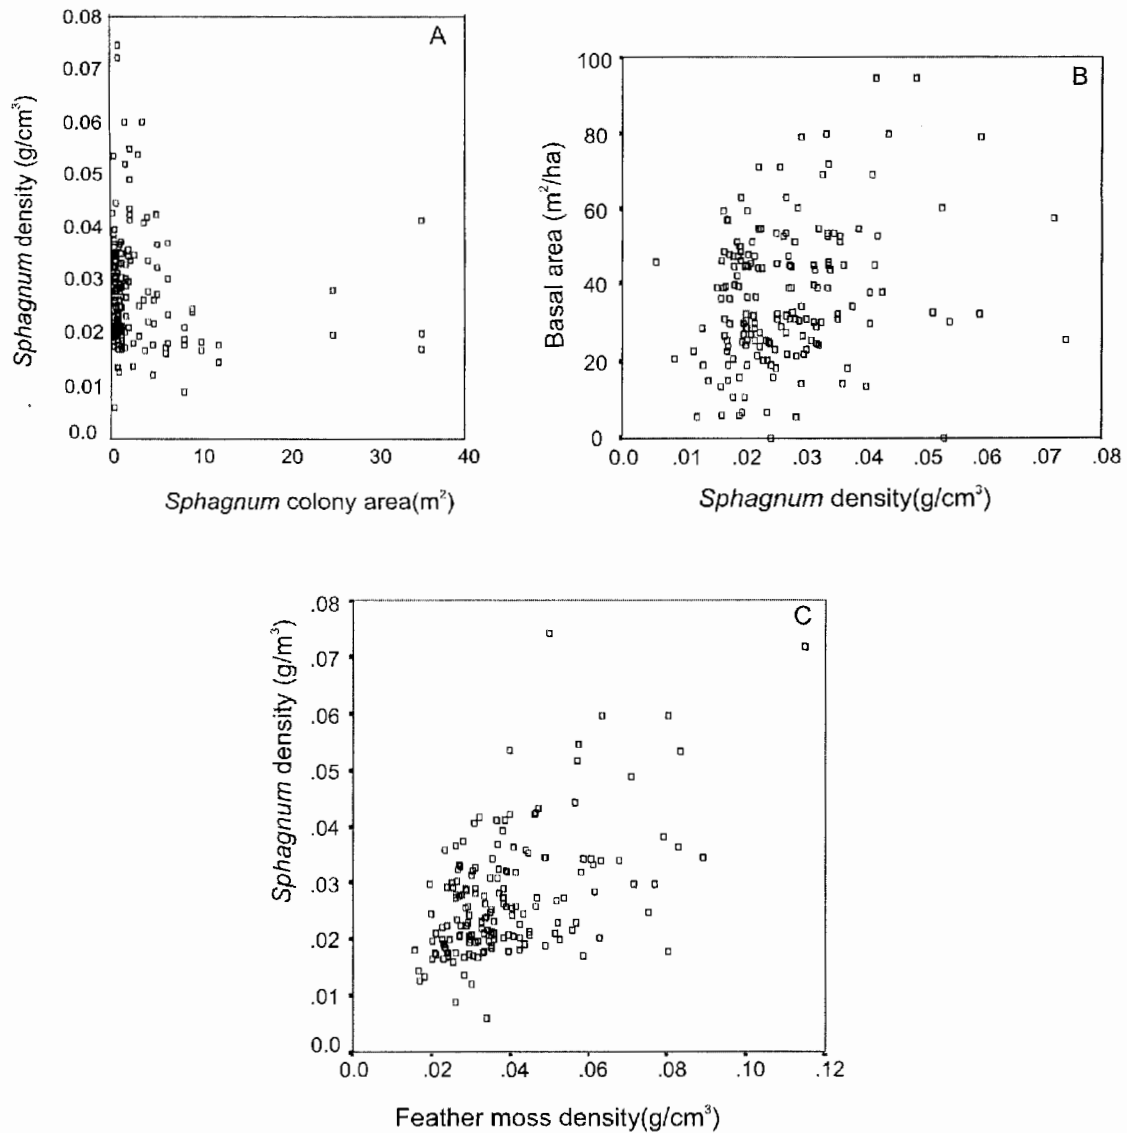 A
0.08
0.07
0.06
0.05
0.04
0.03
0.02
0.01
0.0
Sphagnum density (g/cm³)
0 10 20 30 40
Sphagnum colony area(m²)
B
100
80
60
40
20
0
Basal area (m²/ha)
0.0 .01 .02 .03 .04 .05 .06 .07 .08
Sphagnum density(g/cm³)
C
.08
.07
.06
.05
.04
.03
.02
.01
0.0
Sphagnum density (g/m³)
0.0 .02 .04 .06 .08 .10 .12
Feather moss density(g/cm³)